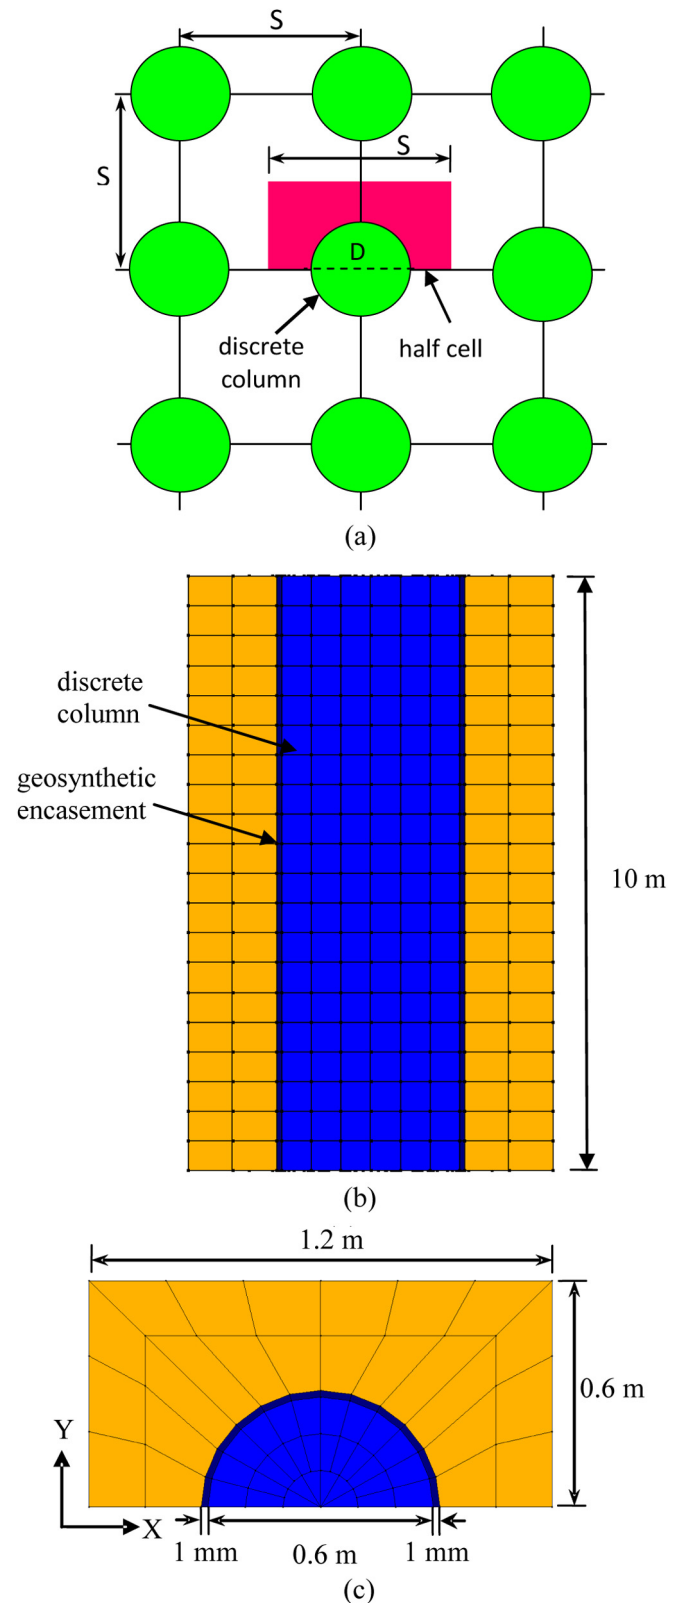 S
S
S
D
discrete
column
half cell
(a)
discrete
column
geosynthetic
encasement
10 m
(b)
1.2 m
0.6 m
Y
X
1 mm
0.6 m
1 mm
(c)